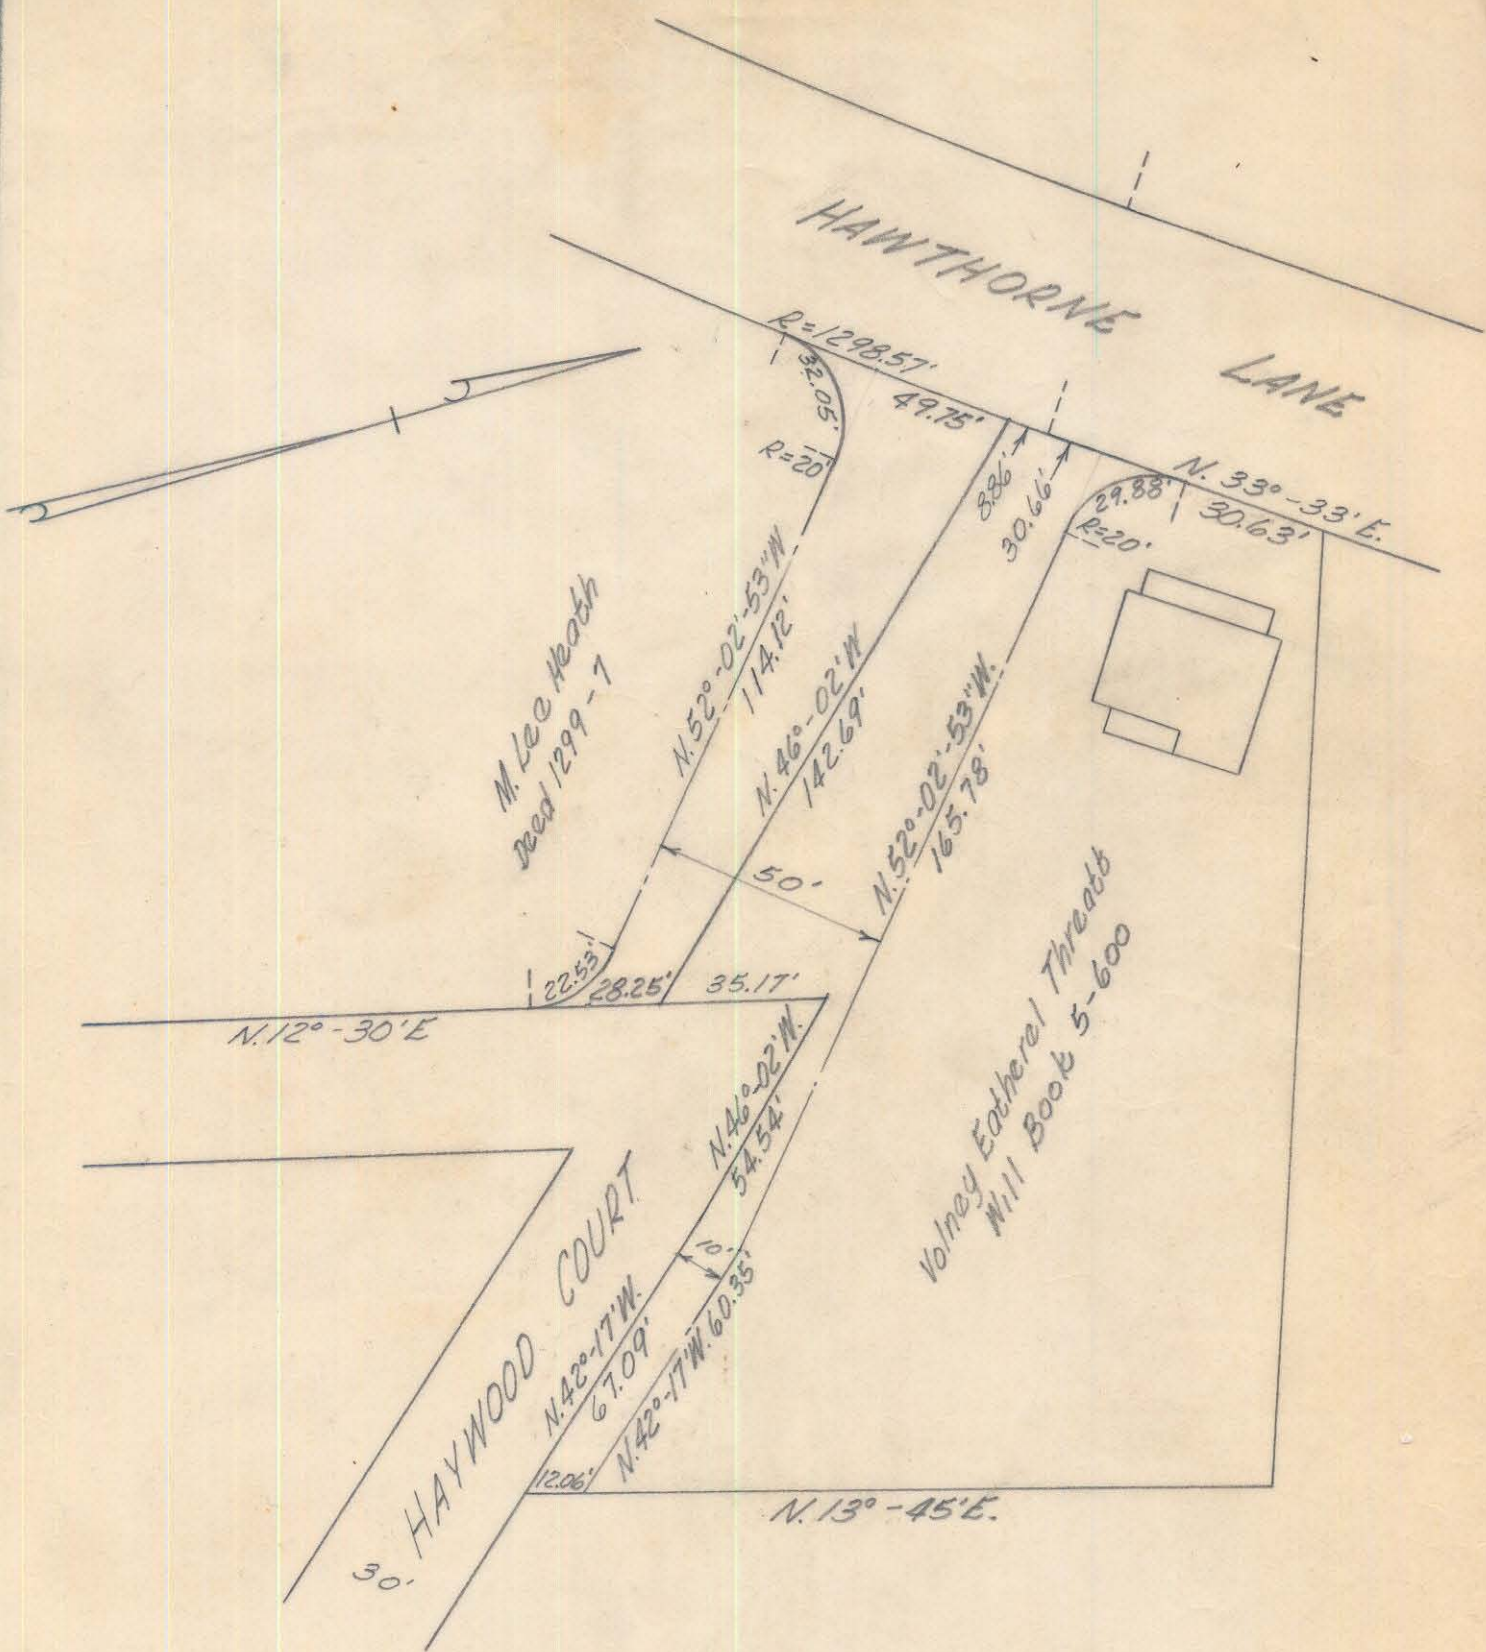 HAWTHORNE LANE
R=1298.57'
32.05'
49.75'
R=20'
8.86'
30.66'
29.88'
R=20'
N. 33°-33' E.
30.63'
M. Lee Heath
Deed 1299-7
N. 52°-02'-53" W
114.12'
N. 46°-02' W
142.69'
N. 52°-02'-53" W.
165.78'
50'
22.53'
28.25'
35.17'
N. 12°-30' E
Volney Eatherel Threatt
Will Book 5-600
N. 46°-02' W.
54.54'
10'
HAYWOOD COURT
30'
N. 42°-17' W.
67.09'
N. 42°-17' W. 60.35'
12.06'
N. 13°-45' E.